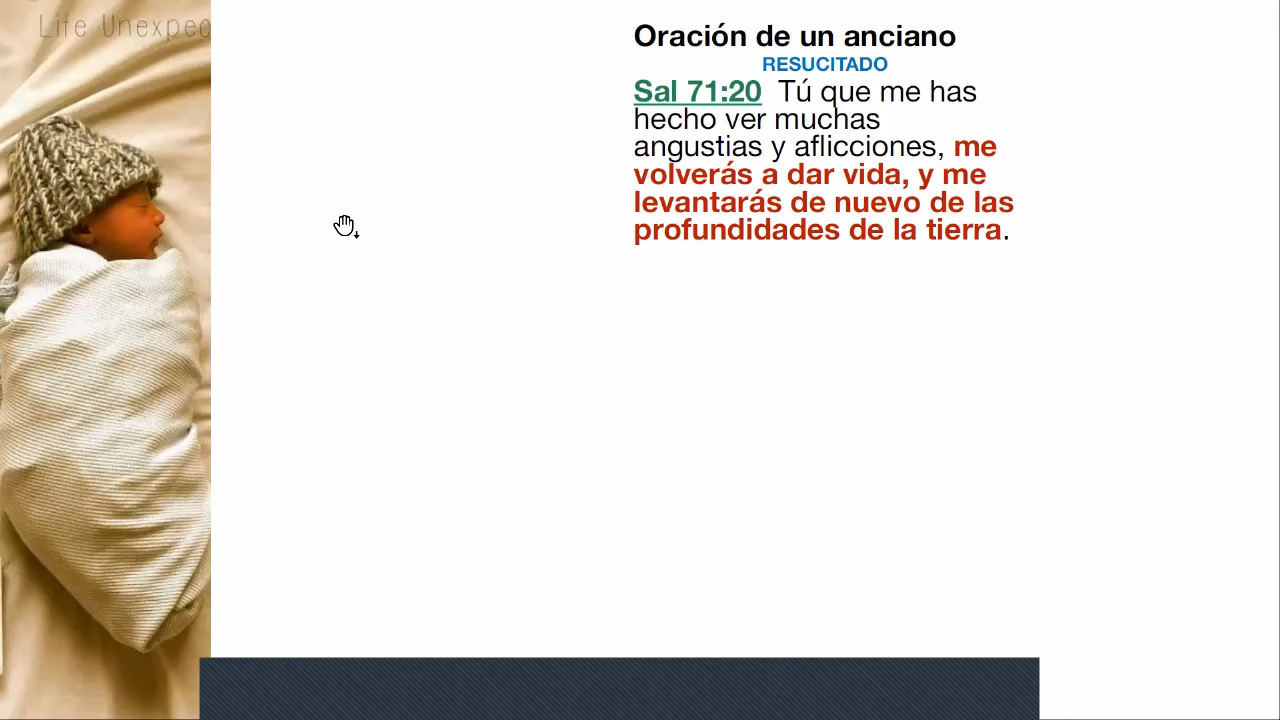 Life Unexpec
Oración de un anciano
RESUCITADO
Sal 71:20 Tú que me has
hecho ver muchas
angustias y aflicciones, me
volverás a dar vida, y me
levantarás de nuevo de las
profundidades de la tierra.